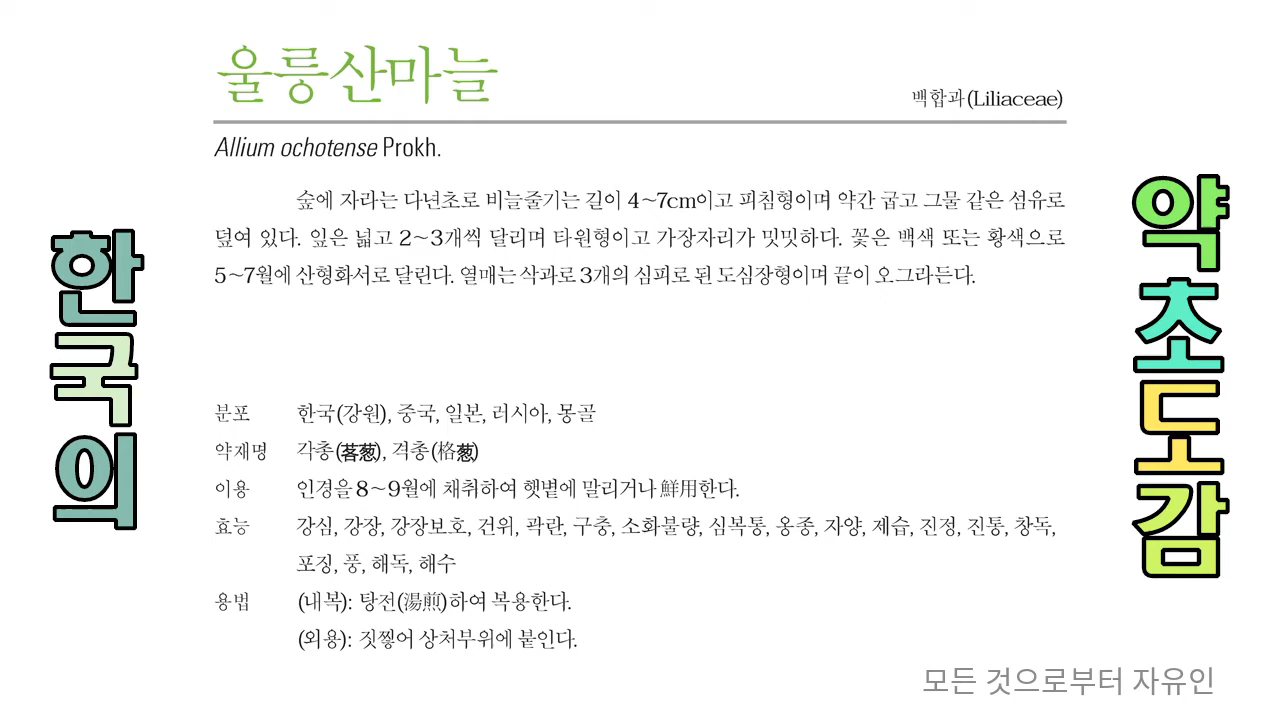 울릉산마늘
백합과(Liliaceae)
Allium ochotense Prokh.
숲에 자라는 다년초로 비늘줄기는 길이 4~7cm이고 피침형이며 약간 굽고 그물 같은 섬유로
덮여 있다. 잎은 넓고 2~3개씩 달리며 타원형이고 가장자리가 밋밋하다. 꽃은 백색 또는 황색으로
5~7월에 산형화서로 달린다. 열매는 삭과로 3개의 심피로 된 도심장형이며 끝이 오그라든다.
한국의
약초도감
분포 한국(강원), 중국, 일본, 러시아, 몽골
약재명 각총(茖葱), 격총(格葱)
이용 인경을 8~9월에 채취하여 햇볕에 말리거나 鮮用한다.
효능 강심, 강장, 강장보호, 건위, 곽란, 구충, 소화불량, 심복통, 옹종, 자양, 제습, 진정, 진통, 창독,
포징, 풍, 해독, 해수
용법 (내복): 탕전(湯煎)하여 복용한다.
(외용): 짓찧어 상처부위에 붙인다.
모든 것으로부터 자유인